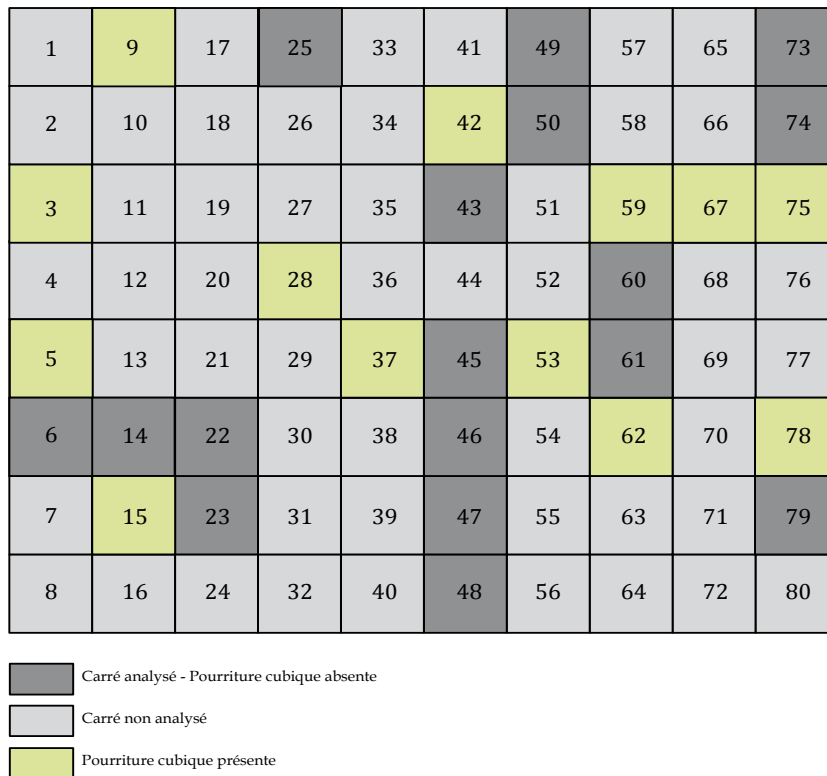 1 9 17 25 33 41 49 57 65 73
2 10 18 26 34 42 50 58 66 74
3 11 19 27 35 43 51 59 67 75
4 12 20 28 36 44 52 60 68 76
5 13 21 29 37 45 53 61 69 77
6 14 22 30 38 46 54 62 70 78
7 15 23 31 39 47 55 63 71 79
8 16 24 32 40 48 56 64 72 80
Carré analysé - Pourriture cubique absente
Carré non analysé
Pourriture cubique présente